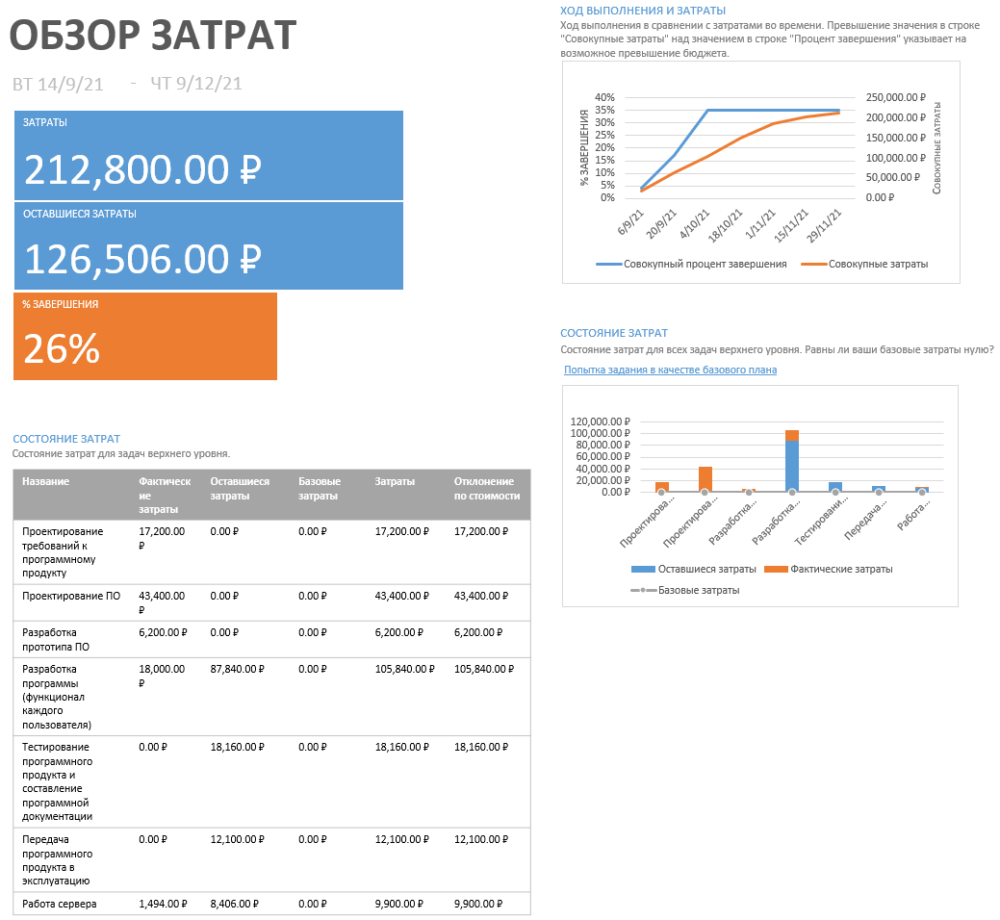 ОБЗОР ЗАТРАТ
ВТ 14/9/21 - ЧТ 9/12/21
ЗАТРАТЫ
212,800.00 ₽
ОСТАВШИЕСЯ ЗАТРАТЫ
126,506.00 ₽
% ЗАВЕРШЕНИЯ
26%
СОСТОЯНИЕ ЗАТРАТ
Состояние затрат для задач верхнего уровня.
Название Фактическ Оставшиеся Базовые Затраты Отклонение
ие затраты затраты по стоимости
затраты
Проектирование 17,200.00 0.00 ₽ 0.00 ₽ 17,200.00 ₽ 17,200.00 ₽
требований к ₽
программному
продукту
Проектирование ПО 43,400.00 0.00 ₽ 0.00 ₽ 43,400.00 ₽ 43,400.00 ₽
₽
Разработка 6,200.00 ₽ 0.00 ₽ 0.00 ₽ 6,200.00 ₽ 6,200.00 ₽
прототипа ПО
Разработка 18,000.00 87,840.00 ₽ 0.00 ₽ 105,840.00 ₽ 105,840.00 ₽
программы ₽
(функционал
каждого
пользователя)
Тестирование 0.00 ₽ 18,160.00 ₽ 0.00 ₽ 18,160.00 ₽ 18,160.00 ₽
программного
продукта и
составление
программной
документации
Передача 0.00 ₽ 12,100.00 ₽ 0.00 ₽ 12,100.00 ₽ 12,100.00 ₽
программного
продукта в
эксплуатацию
Работа сервера 1,494.00 ₽ 8,406.00 ₽ 0.00 ₽ 9,900.00 ₽ 9,900.00 ₽
ХОД ВЫПОЛНЕНИЯ И ЗАТРАТЫ
Ход выполнения в сравнении с затратами во времени. Превышение значения в строке
"Совокупные затраты" над значением в строке "Процент завершения" указывает на
возможное превышение бюджета.
% ЗАВЕРШЕНИЯ
40%
35%
30%
25%
20%
15%
10%
5%
0%
250,000.00 ₽
200,000.00 ₽
150,000.00 ₽
100,000.00 ₽
50,000.00 ₽
0.00 ₽
СОВОКУПНЫЕ ЗАТРАТЫ
6/9/21
20/9/21
4/10/21
18/10/21
1/11/21
15/11/21
29/11/21
Совокупный процент завершения Совокупные затраты
СОСТОЯНИЕ ЗАТРАТ
Состояние затрат для всех задач верхнего уровня. Равны ли ваши базовые затраты нулю?
Попытка задания в качестве базового плана
120,000.00 ₽
100,000.00 ₽
80,000.00 ₽
60,000.00 ₽
40,000.00 ₽
20,000.00 ₽
0.00 ₽
Проектирова...
Проектирова...
Разработка...
Разработка...
Тестировани...
Передача...
Работа...
Оставшиеся затраты Фактические затраты
Базовые затраты